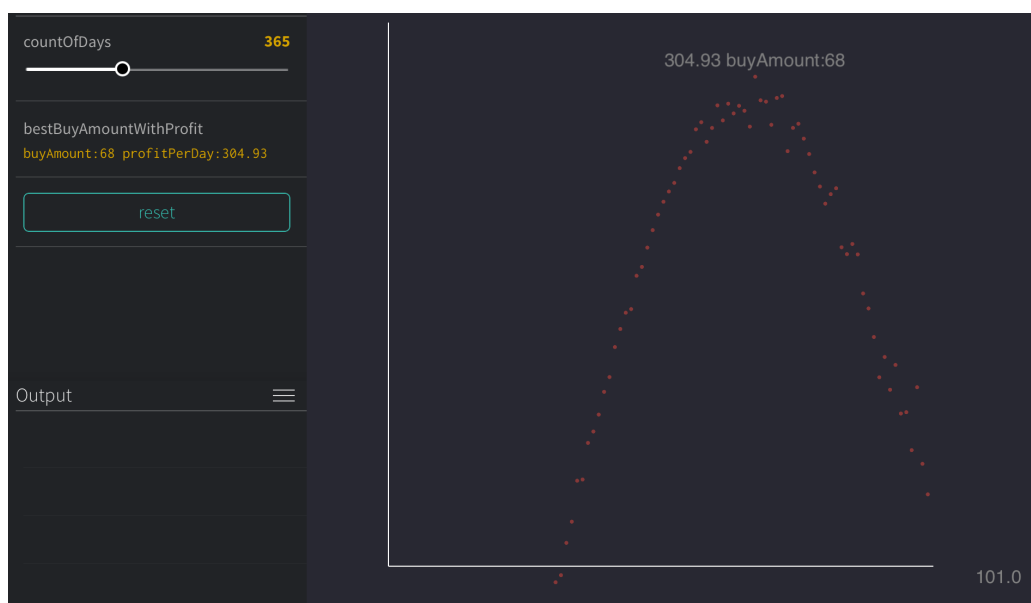 countOfDays 365
bestBuyAmountWithProfit
buyAmount:68 profitPerDay:304.93
reset
Output
304.93 buyAmount:68
101.0